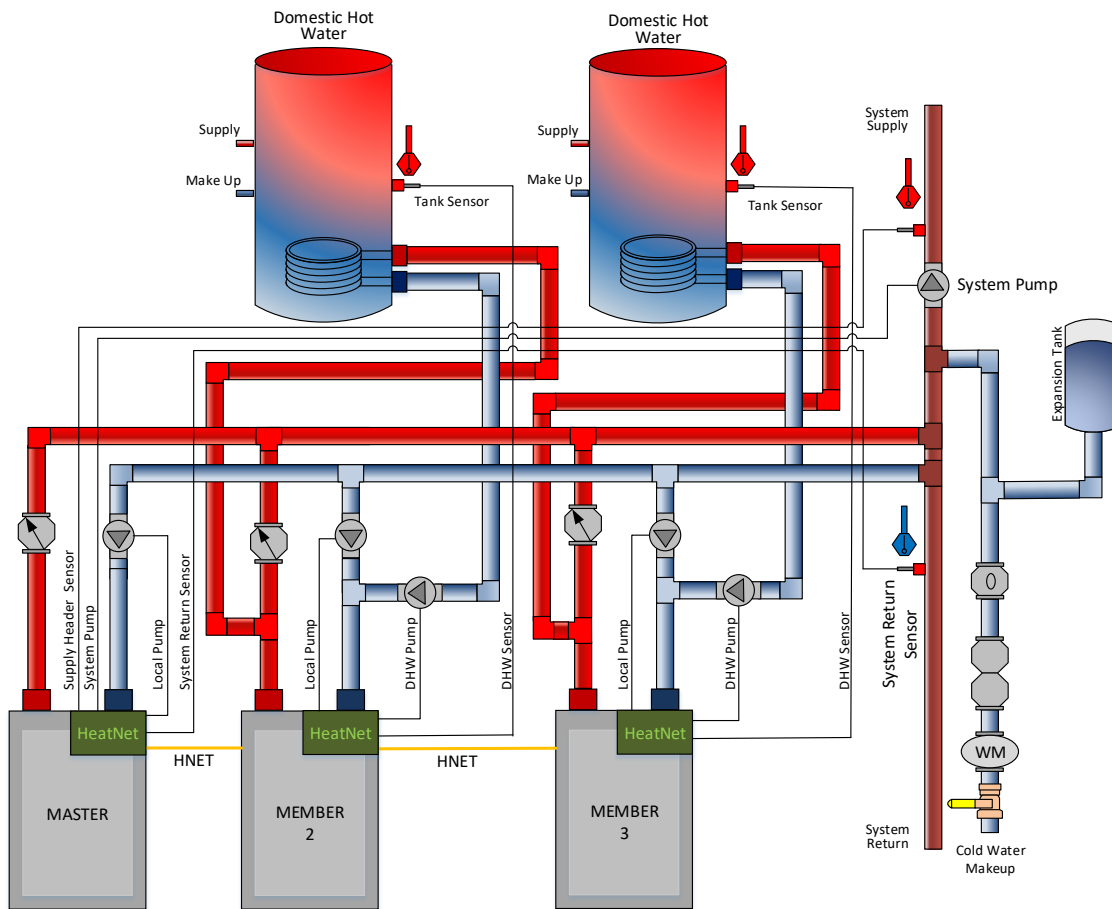 Domestic Hot
Water
Domestic Hot
Water
Supply
Make Up
Tank Sensor
Supply
Make Up
Tank Sensor
System
Supply
System Pump
Expansion Tank
Supply Header Sensor
System Pump
Local Pump
System Return Sensor
Local Pump
DHW Pump
DHW Sensor
Local Pump
DHW Pump
DHW Sensor
System Return
Sensor
HeatNet
HeatNet
HeatNet
HNET
HNET
MASTER
MEMBER
2
MEMBER
3
WM
System
Return
Cold Water
Makeup